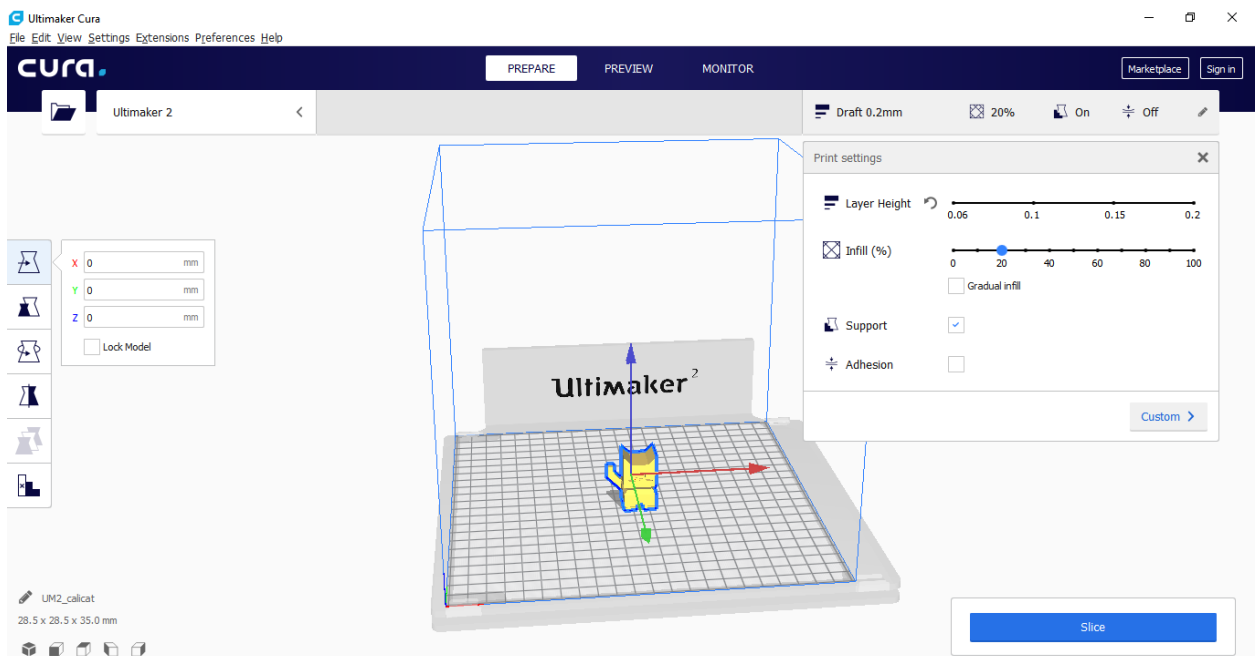 Ultimaker Cura
File Edit View Settings Extensions Preferences Help
cura.
PREPARE PREVIEW MONITOR
Marketplace Sign in
Ultimaker 2
Draft 0.2mm 20% On Off
Print settings
Layer Height
0.06 0.1 0.15 0.2
Infill (%)
0 20 40 60 80 100
Gradual infill
Support
Adhesion
Custom
X 0 mm
Y 0 mm
Z 0 mm
Lock Model
Ultimaker 2
UM2_calicat
28.5 x 28.5 x 35.0 mm
Slice